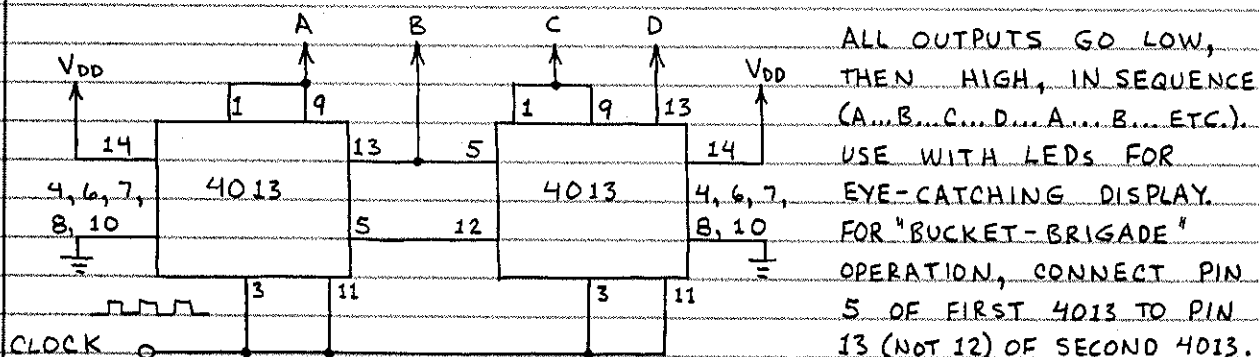 A B C D
VDD VDD
1 9 1 9 13
14 13 5 14
4, 6, 7, 4013 4013 4, 6, 7,
8, 10 5 12 8, 10
3 11 3 11
CLOCK
ALL OUTPUTS GO LOW,
THEN HIGH, IN SEQUENCE
(A...B...C...D...A...B... ETC.).
USE WITH LEDs FOR
EYE-CATCHING DISPLAY.
FOR "BUCKET-BRIGADE"
OPERATION, CONNECT PIN
5 OF FIRST 4013 TO PIN
13 (NOT 12) OF SECOND 4013.